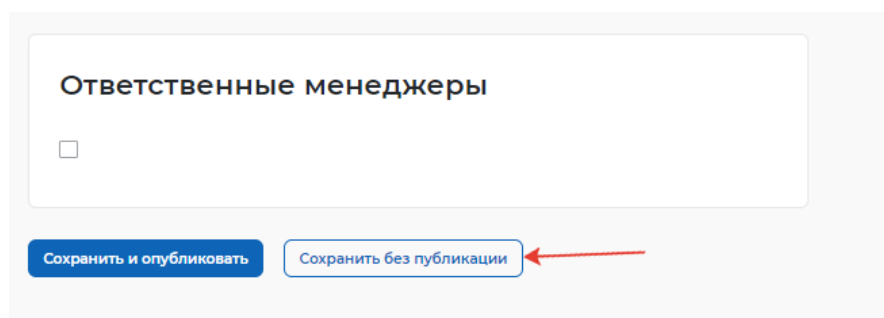 Ответственные менеджеры
Сохранить и опубликовать
Сохранить без публикации